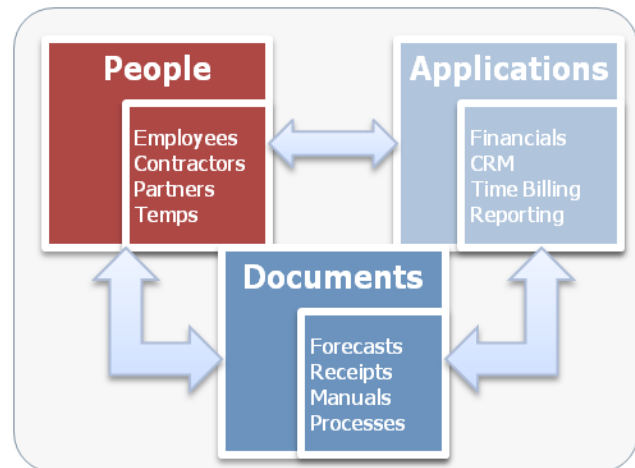 People
Employees
Contractors
Partners
Temps
Applications
Financials
CRM
Time Billing
Reporting
Documents
Forecasts
Receipts
Manuals
Processes